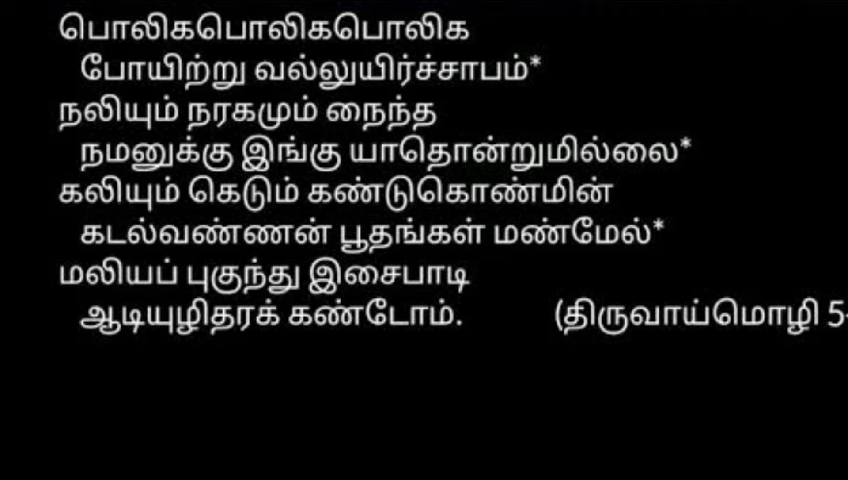 பொலிகபொலிகபொலிக
போயிற்று வல்லுயிர்ச்சாபம்*
நலியும் நரகமும் நைந்த
நமனுக்கு இங்கு யாதொன்றுமில்லை*
கலியும் கெடும் கண்டுகொண்மின்
கடல்வண்ணன் பூதங்கள் மண்மேல்*
மலியப் புகுந்து இசைபாடி
ஆடியுழிதரக் கண்டோம். (திருவாய்மொழி 5-